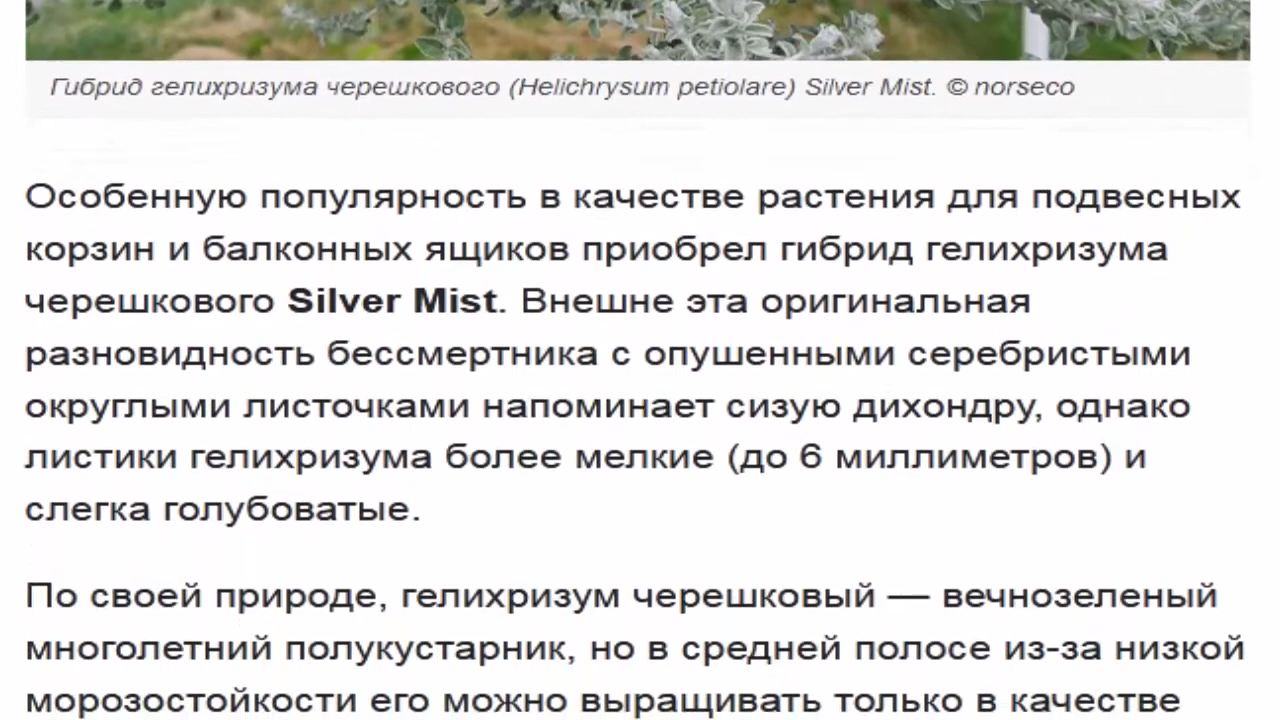 Гибрид гелихризума черешкового (Helichrysum petiolare) Silver Mist. © norseco
Особенную популярность в качестве растения для подвесных
корзин и балконных ящиков приобрел гибрид гелихризума
черешкового Silver Mist. Внешне эта оригинальная
разновидность бессмертника с опушенными серебристыми
округлыми листочками напоминает сизую дихондру, однако
листики гелихризума более мелкие (до 6 миллиметров) и
слегка голубоватые.
По своей природе, гелихризум черешковый — вечнозеленый
многолетний полукустарник, но в средней полосе из-за низкой
морозостойкости его можно выращивать только в качестве